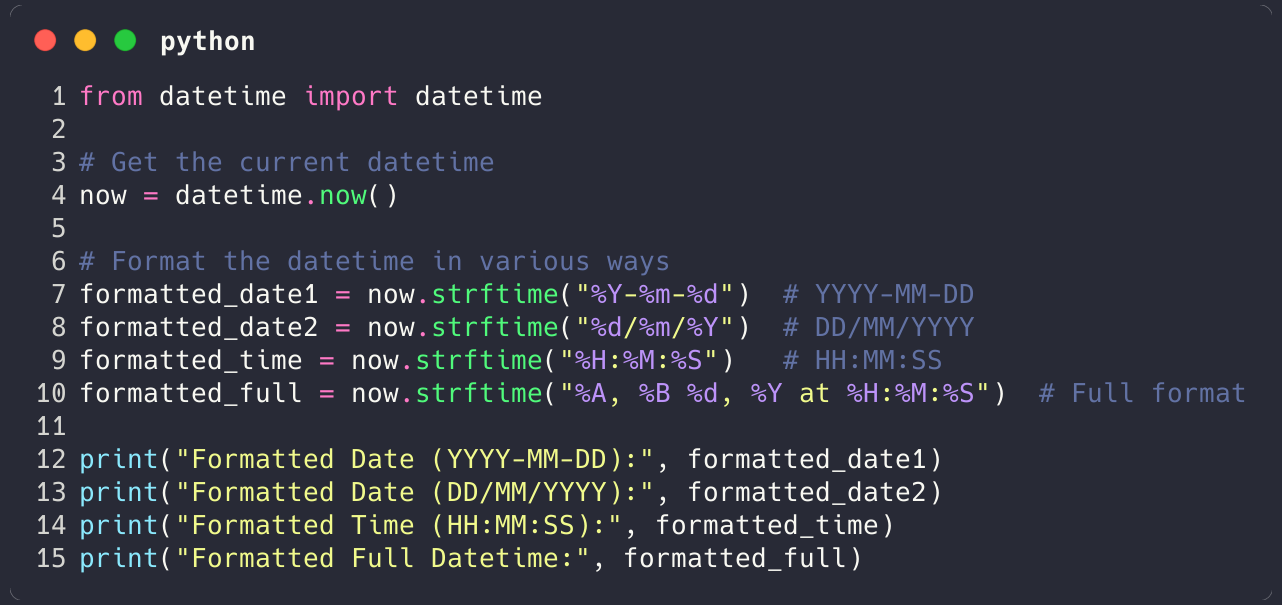 python
1 from datetime import datetime
2
3 # Get the current datetime
4 now = datetime.now()
5
6 # Format the datetime in various ways
7 formatted_date1 = now.strftime("%Y-%m-%d")  # YYYY-MM-DD
8 formatted_date2 = now.strftime("%d/%m/%Y")  # DD/MM/YYYY
9 formatted_time = now.strftime("%H:%M:%S")   # HH:MM:SS
10 formatted_full = now.strftime("%A, %B %d, %Y at %H:%M:%S")  # Full format
11
12 print("Formatted Date (YYYY-MM-DD):", formatted_date1)
13 print("Formatted Date (DD/MM/YYYY):", formatted_date2)
14 print("Formatted Time (HH:MM:SS):", formatted_time)
15 print("Formatted Full Datetime:", formatted_full)